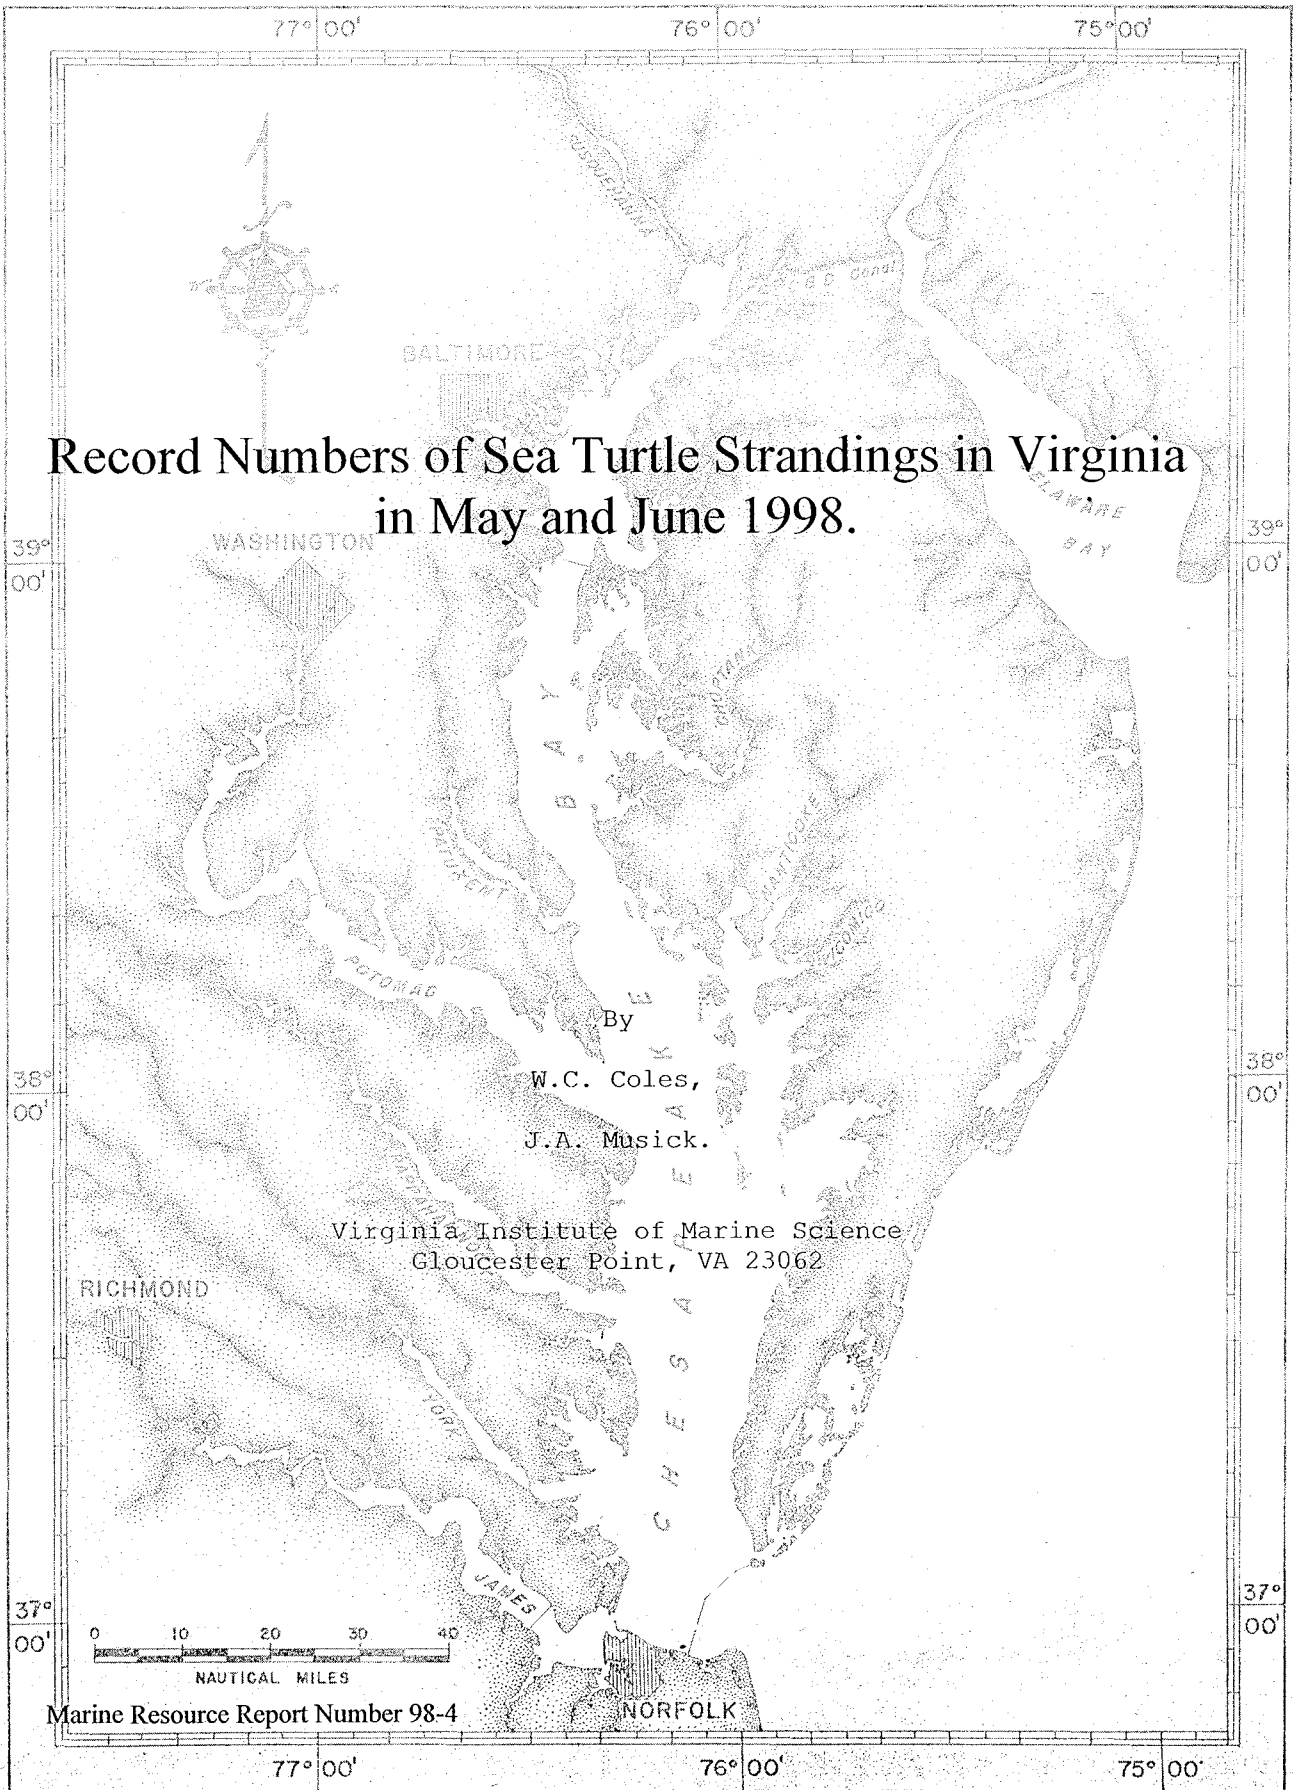 77° 00'
76° 00'
75° 00'
SUSQUEHANNA
C & D Canal
BALTIMORE
Record Numbers of Sea Turtle Strandings in Virginia
in May and June 1998.
DELAWARE
BAY
WASHINGTON
39°
00'
39°
00'
CHOPTANK
BAY
PATUXENT
NANTICOKE
WICOMICO
POTOMAC
By
38°
00'
38°
00'
W.C. Coles,
J.A. Musick.
RAPPAHANNOCK
Virginia Institute of Marine Science
Gloucester Point, VA 23062
RICHMOND
CHESAPEAKE
YORK
JAMES
37°
00'
37°
00'
0 10 20 30 40
NAUTICAL MILES
NORFOLK
Marine Resource Report Number 98-4
77° 00'
76° 00'
75° 00'